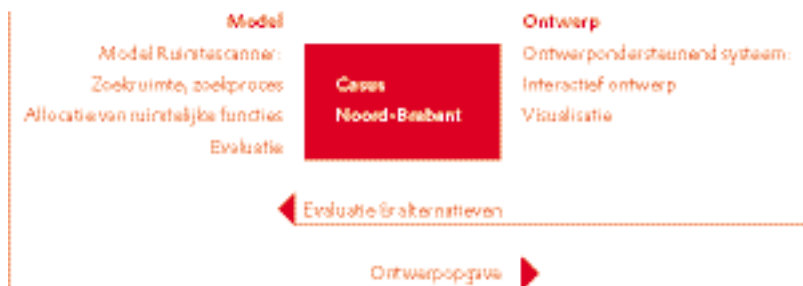 Model
Model Ruimtescanner:
Zoekruimte, zoekproces
Allocatie van ruimtelijke functies
Evaluatie
Casus
Noord-Brabant
Ontwerp
Ontwerpondersteunend systeem:
Interactief ontwerp
Visualisatie
Evaluatie & alternatieven
Ontwerpopgave